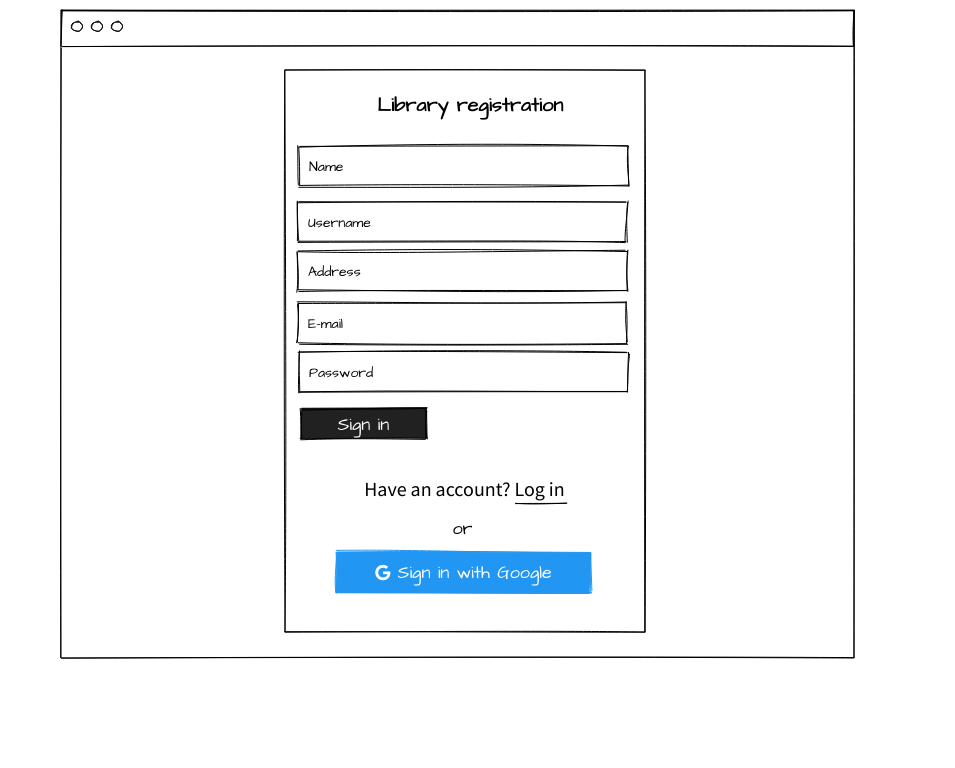 Library registration
Name
Username
Address
E-mail
Password
Sign in
Have an account? Log in
or
G Sign in with Google